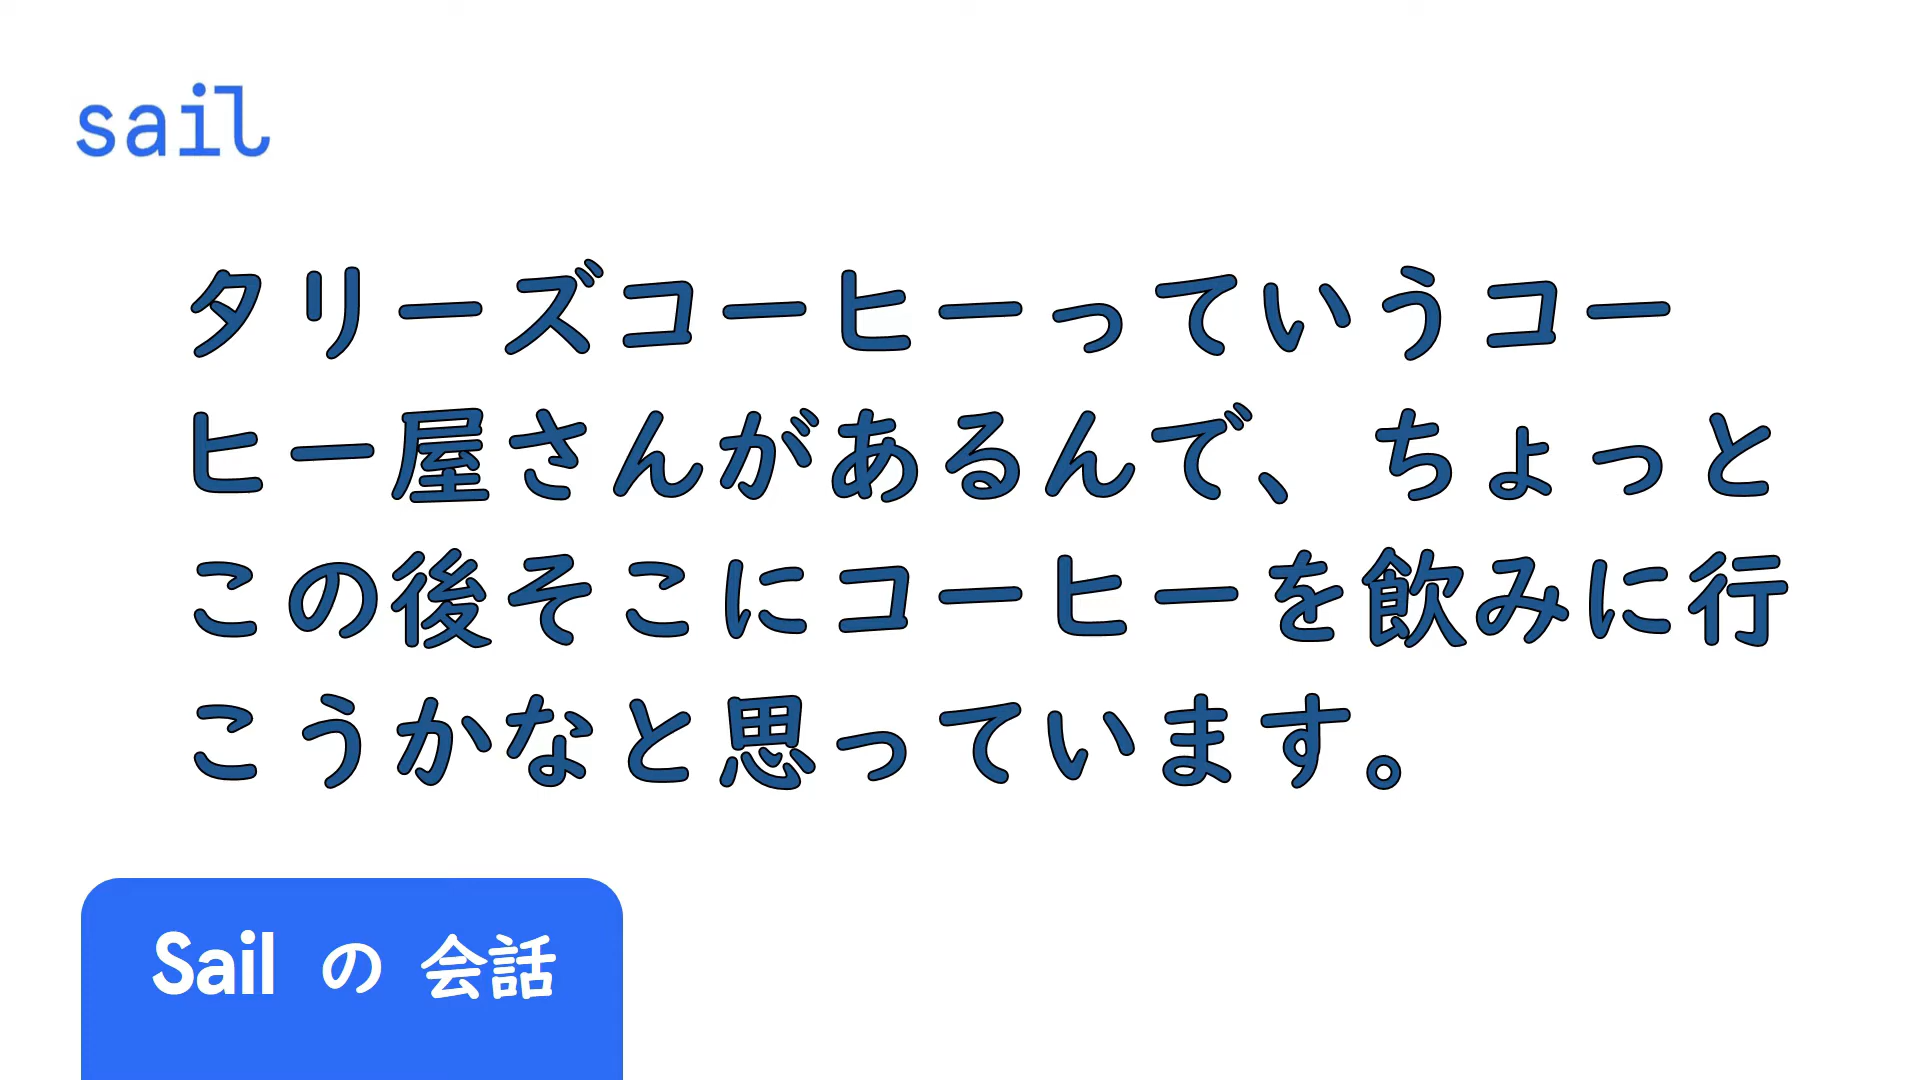 sail
タリーズコーヒーっていうコー
ヒー屋さんがあるんで、ちょっと
この後そこにコーヒーを飲みに行
こうかなと思っています。
Sail の 会話